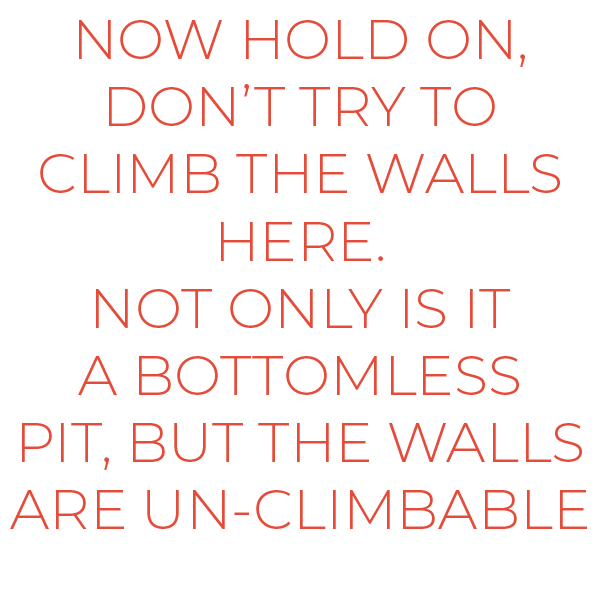 NOW HOLD ON,
DON’T TRY TO
CLIMB THE WALLS
HERE.
NOT ONLY IS IT
A BOTTOMLESS
PIT, BUT THE WALLS
ARE UN-CLIMBABLE